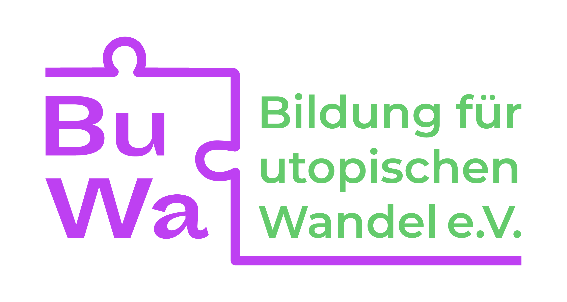 Bu
Wa
Bildung für
utopischen
Wandel e.V.